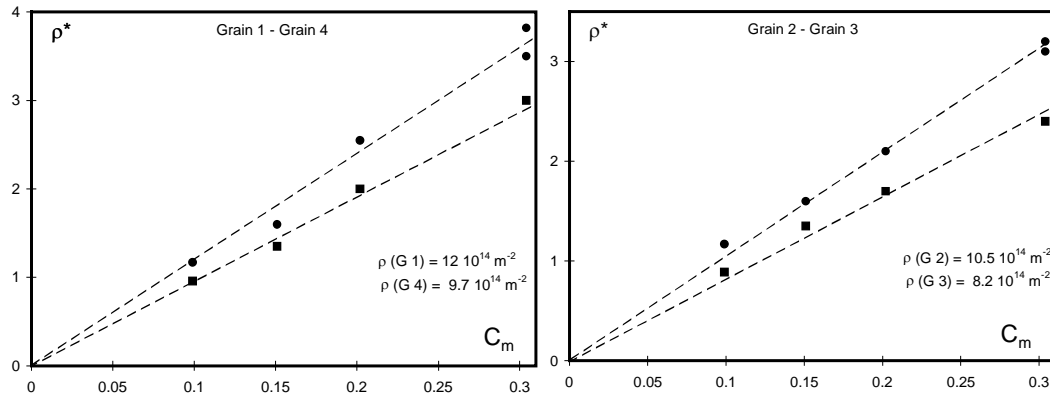 ρ*
Grain 1 - Grain 4
4
3
2
1
0
ρ (G 1) = 12 10^14 m^-2
ρ (G 4) = 9.7 10^14 m^-2
C_m
0 0.05 0.1 0.15 0.2 0.25 0.3
ρ*
Grain 2 - Grain 3
3
2
1
0
ρ (G 2) = 10.5 10^14 m^-2
ρ (G 3) = 8.2 10^14 m^-2
C_m
0 0.05 0.1 0.15 0.2 0.25 0.3